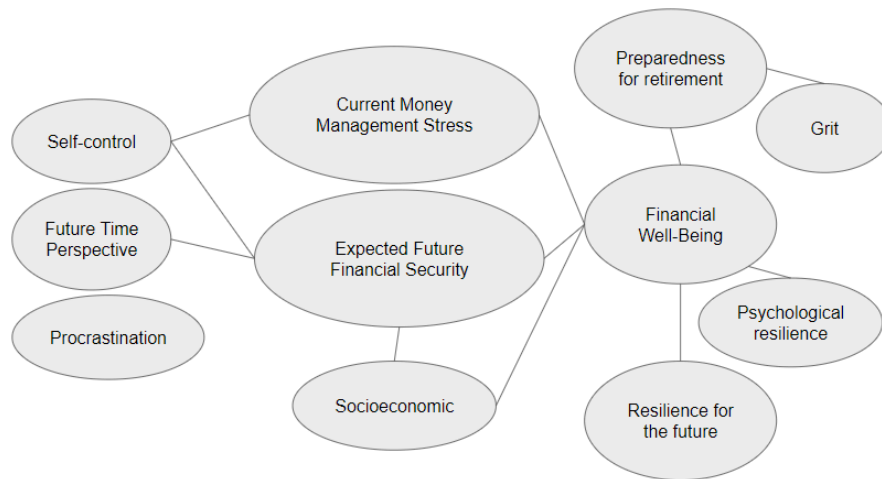 Preparedness
for retirement
Current Money
Management Stress
Grit
Self-control
Future Time
Perspective
Financial
Well-Being
Expected Future
Financial Security
Psychological
resilience
Procrastination
Socioeconomic
Resilience for
the future